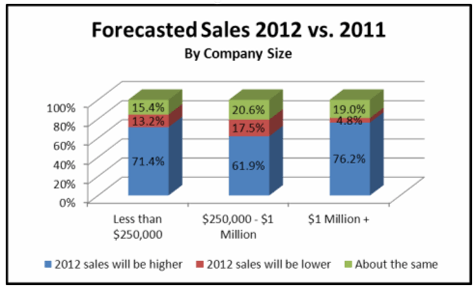 Forecasted Sales 2012 vs. 2011
By Company Size
100%
80%
60%
40%
20%
0%
15.4%
13.2%
71.4%
20.6%
17.5%
61.9%
19.0%
4.8%
76.2%
Less than
$250,000
$250,000 - $1
Million
$1 Million +
2012 sales will be higher
2012 sales will be lower
About the same